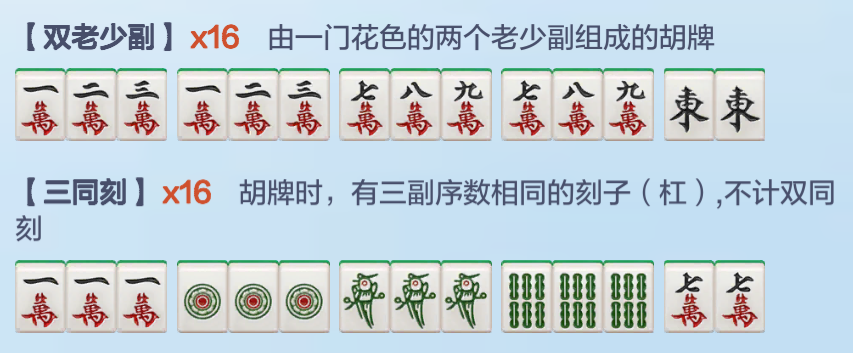 【双老少副】x16 由一门花色的两个老少副组成的胡牌
一萬 二萬 三萬 一萬 二萬 三萬 七萬 八萬 九萬 七萬 八萬 九萬 東 東
【三同刻】x16 胡牌时，有三副序数相同的刻子（杠）,不计双同
刻
一萬 一萬 一萬 七萬 七萬